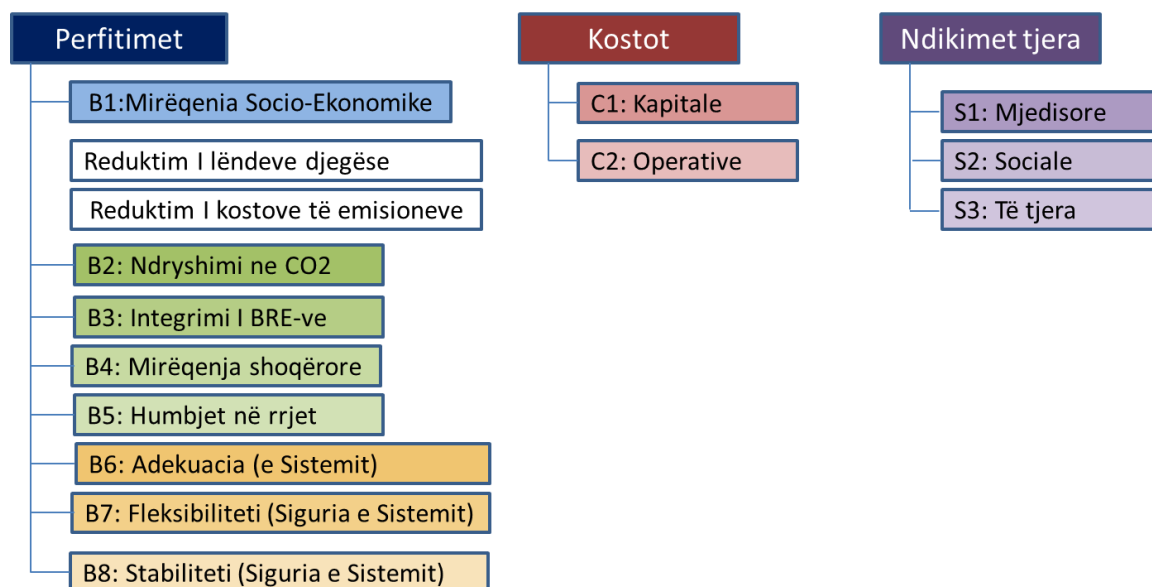 Perfitimet
B1:Mirëqenia Socio-Ekonomike
Reduktim I lëndeve djegëse
Reduktim I kostove të emisioneve
B2: Ndryshimi ne CO2
B3: Integrimi I BRE-ve
B4: Mirëqenja shoqërore
B5: Humbjet në rrjet
B6: Adekuacia (e Sistemit)
B7: Fleksibiliteti (Siguria e Sistemit)
B8: Stabiliteti (Siguria e Sistemit)
Kostot
C1: Kapitale
C2: Operative
Ndikimet tjera
S1: Mjedisore
S2: Sociale
S3: Të tjera